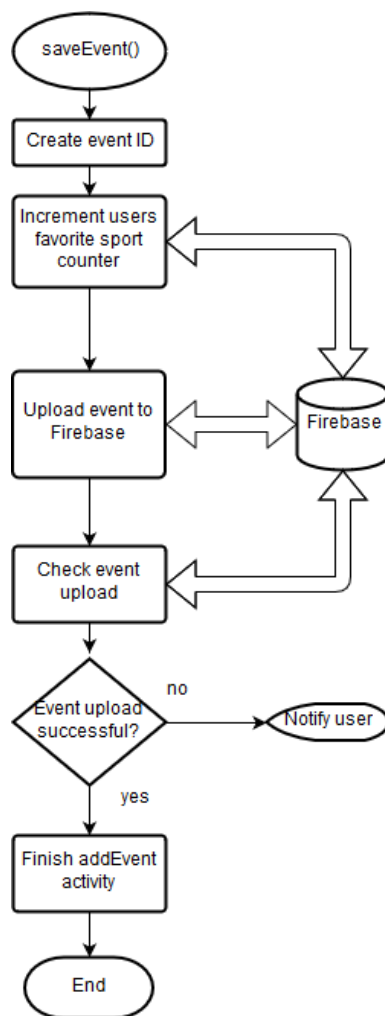 saveEvent()
Create event ID
Increment users
favorite sport
counter
Upload event to
Firebase
Firebase
Check event
upload
Event upload
successful?
no
Notify user
yes
Finish addEvent
activity
End